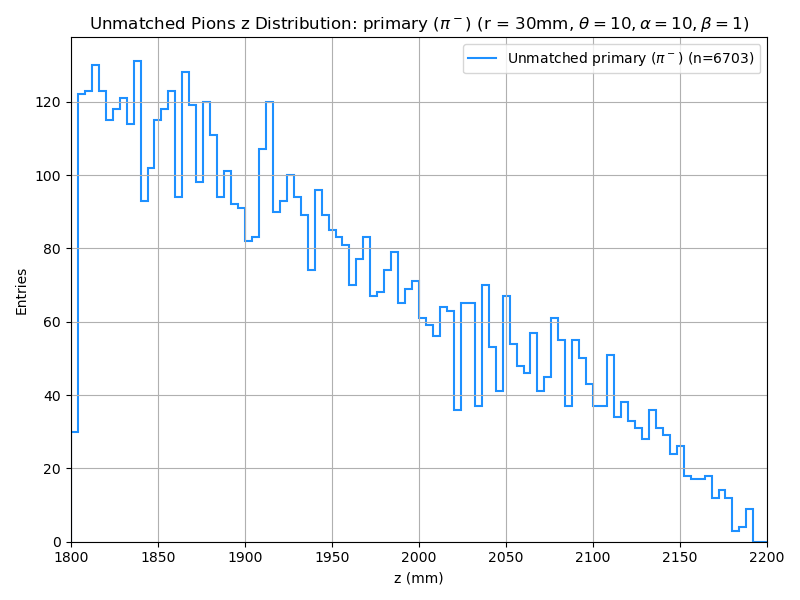 Unmatched Pions z Distribution: primary (π⁻) (r = 30mm, θ = 10, α = 10, β = 1)
Unmatched primary (π⁻) (n=6703)
120
100
80
60
40
20
0
Entries
1800 1850 1900 1950 2000 2050 2100 2150 2200
z (mm)